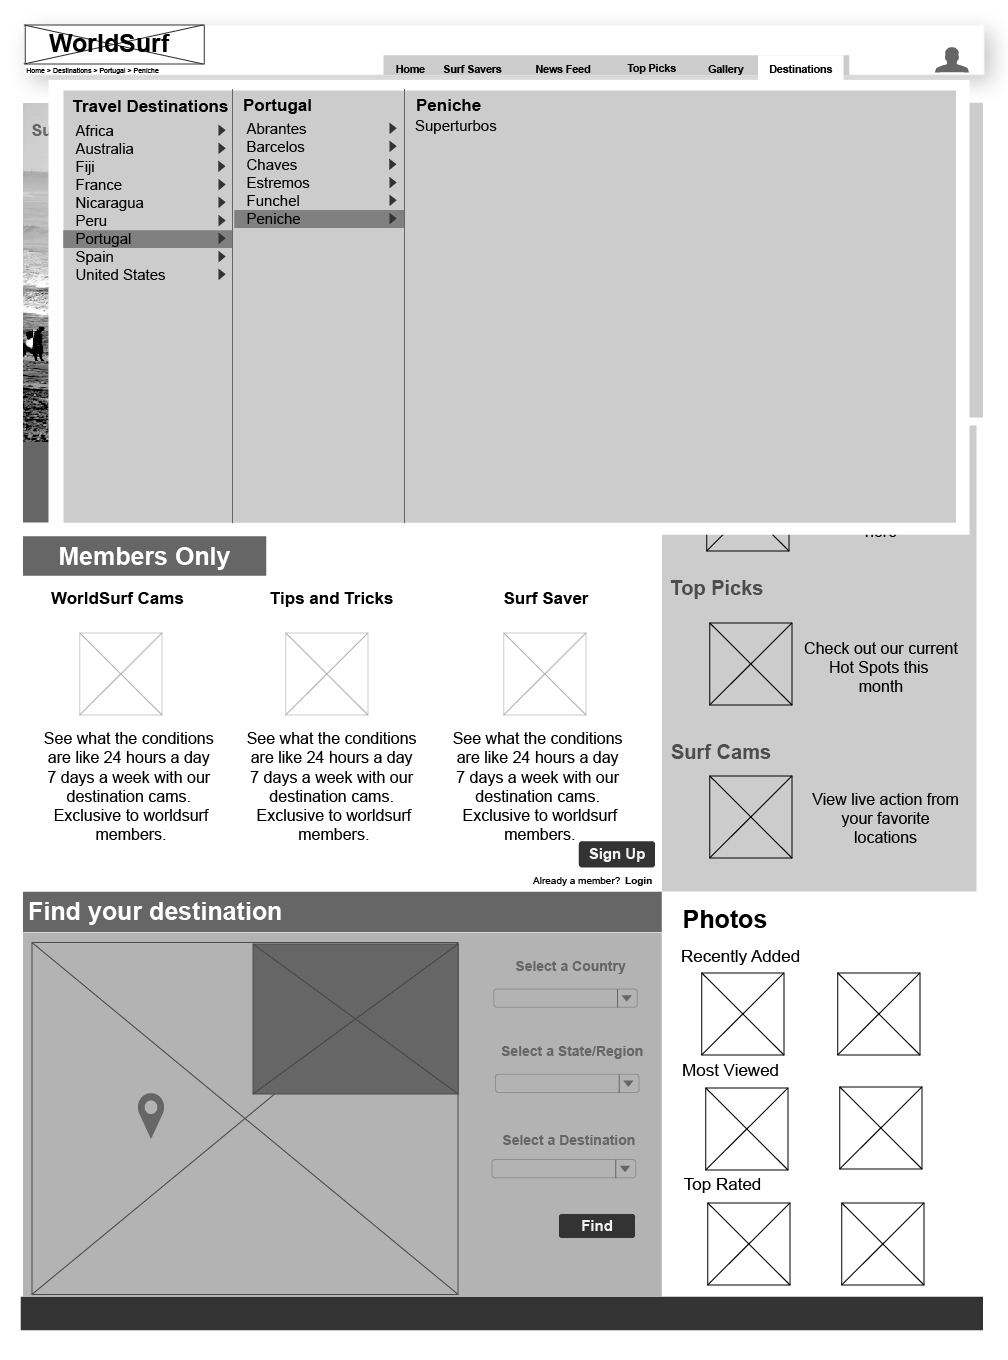 WorldSurf
Home > Destinations > Portugal > Peniche
Home Surf Savers News Feed Top Picks Gallery Destinations
Su
Travel Destinations
Africa
Australia
Fiji
France
Nicaragua
Peru
Portugal
Spain
United States
Portugal
Abrantes
Barcelos
Chaves
Estremos
Funchel
Peniche
Peniche
Superturbos
Members Only
WorldSurf Cams
See what the conditions
are like 24 hours a day
7 days a week with our
destination cams.
Exclusive to worldsurf
members.
Tips and Tricks
See what the conditions
are like 24 hours a day
7 days a week with our
destination cams.
Exclusive to worldsurf
members.
Surf Saver
See what the conditions
are like 24 hours a day
7 days a week with our
destination cams.
Exclusive to worldsurf
members.
Sign Up
Already a member? Login
Top Picks
Check out our current
Hot Spots this
month
Surf Cams
View live action from
your favorite
locations
Find your destination
Select a Country
Select a State/Region
Select a Destination
Find
Photos
Recently Added
Most Viewed
Top Rated